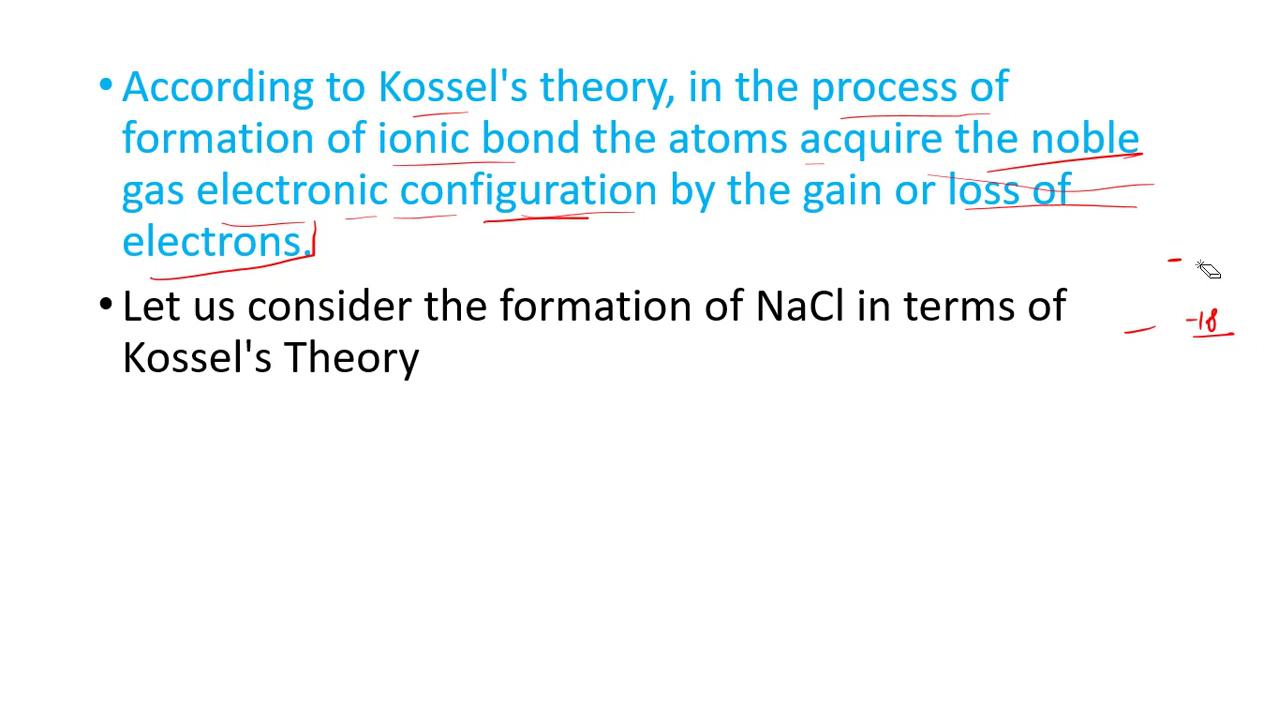 • According to Kossel's theory, in the process of
formation of ionic bond the atoms acquire the noble
gas electronic configuration by the gain or loss of
electrons.
-18
• Let us consider the formation of NaCl in terms of
Kossel's Theory